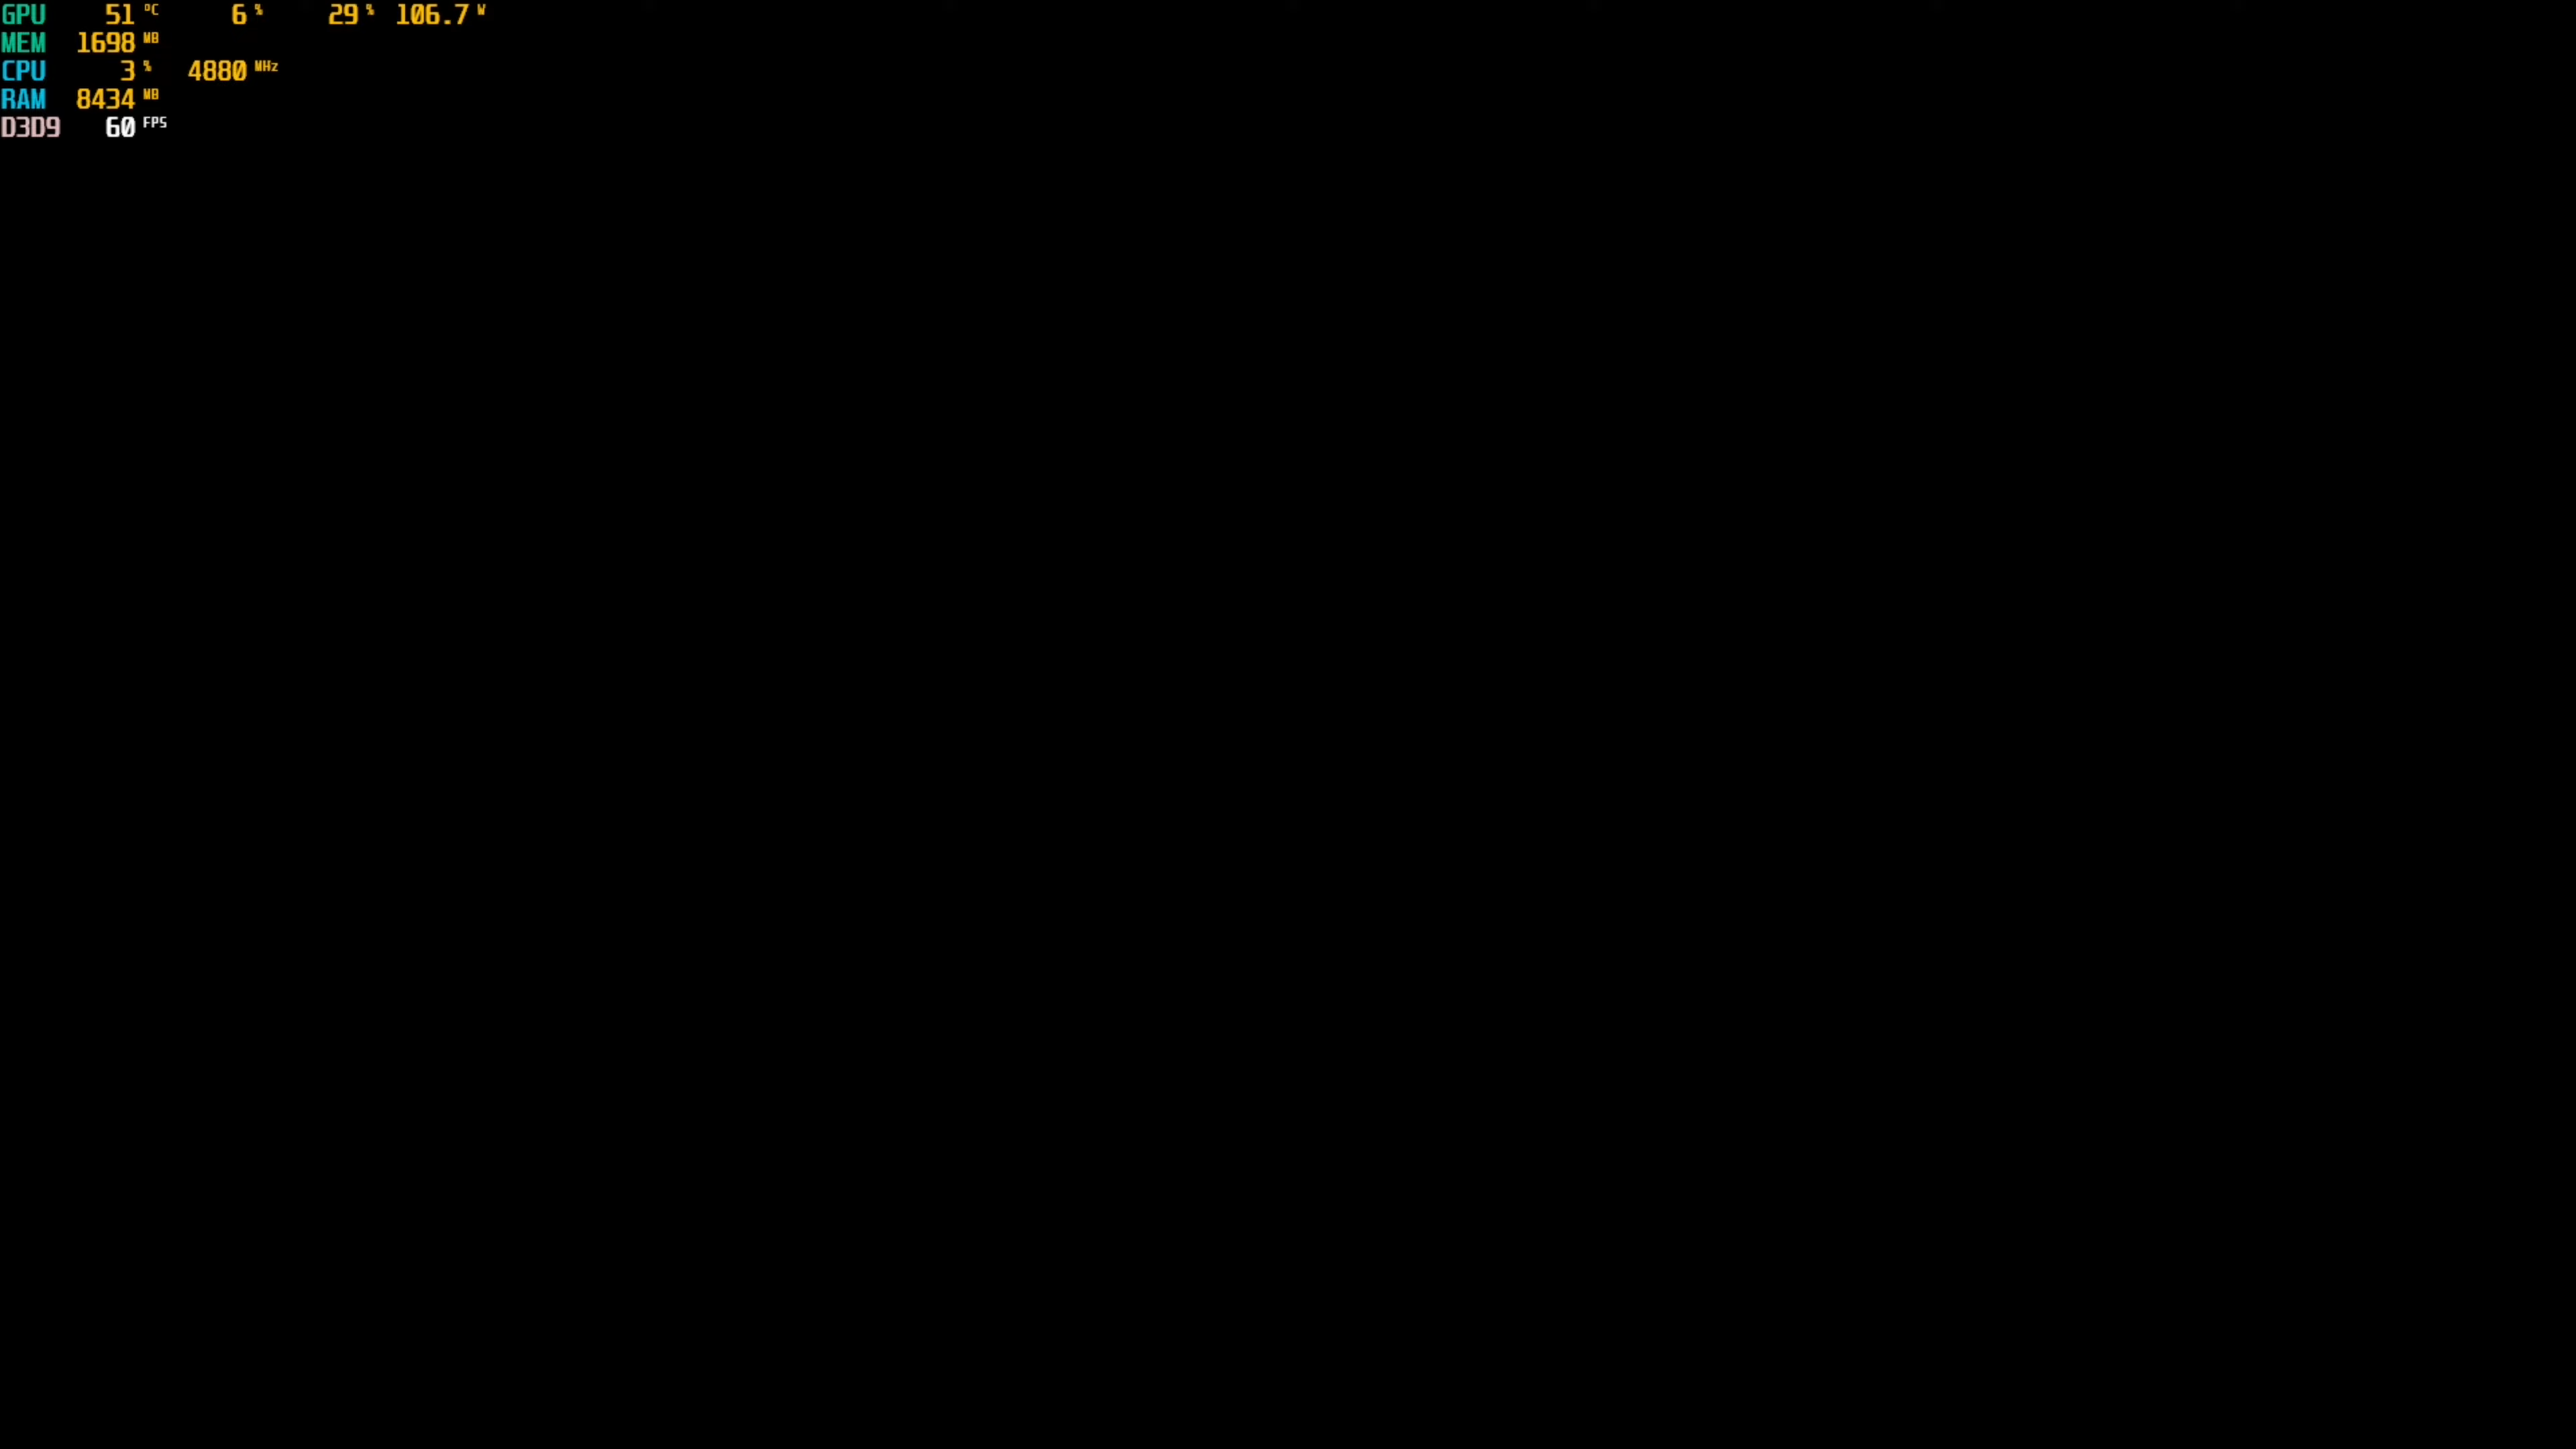 GPU 51 °C 6 % 29 % 106.7 W
MEM 1698 MB
CPU 3 % 4880 MHz
RAM 8434 MB
D3D9 60 FPS